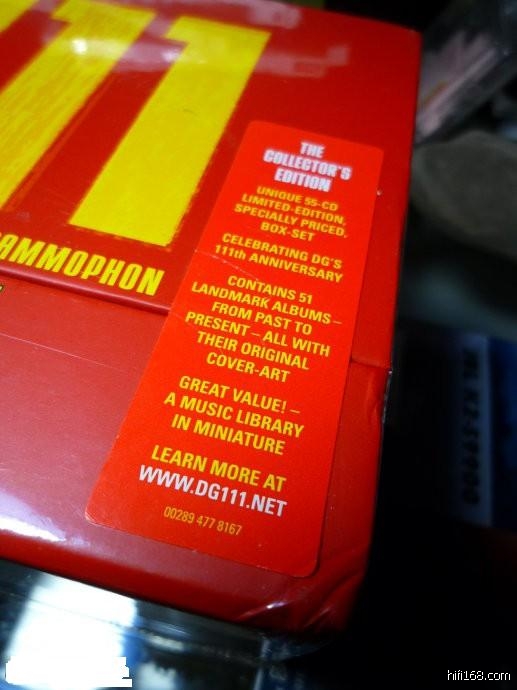 111
AMMOPHON
THE
COLLECTOR'S
EDITION
UNIQUE 55-CD
LIMITED-EDITION,
SPECIALLY PRICED,
BOX-SET
CELEBRATING DG'S
111th ANNIVERSARY
CONTAINS 51
LANDMARK ALBUMS–
FROM PAST TO
PRESENT – ALL WITH
THEIR ORIGINAL
COVER-ART
GREAT VALUE! –
A MUSIC LIBRARY
IN MINIATURE
LEARN MORE AT
WWW.DG111.NET
00289 477 8167
hifi168.com